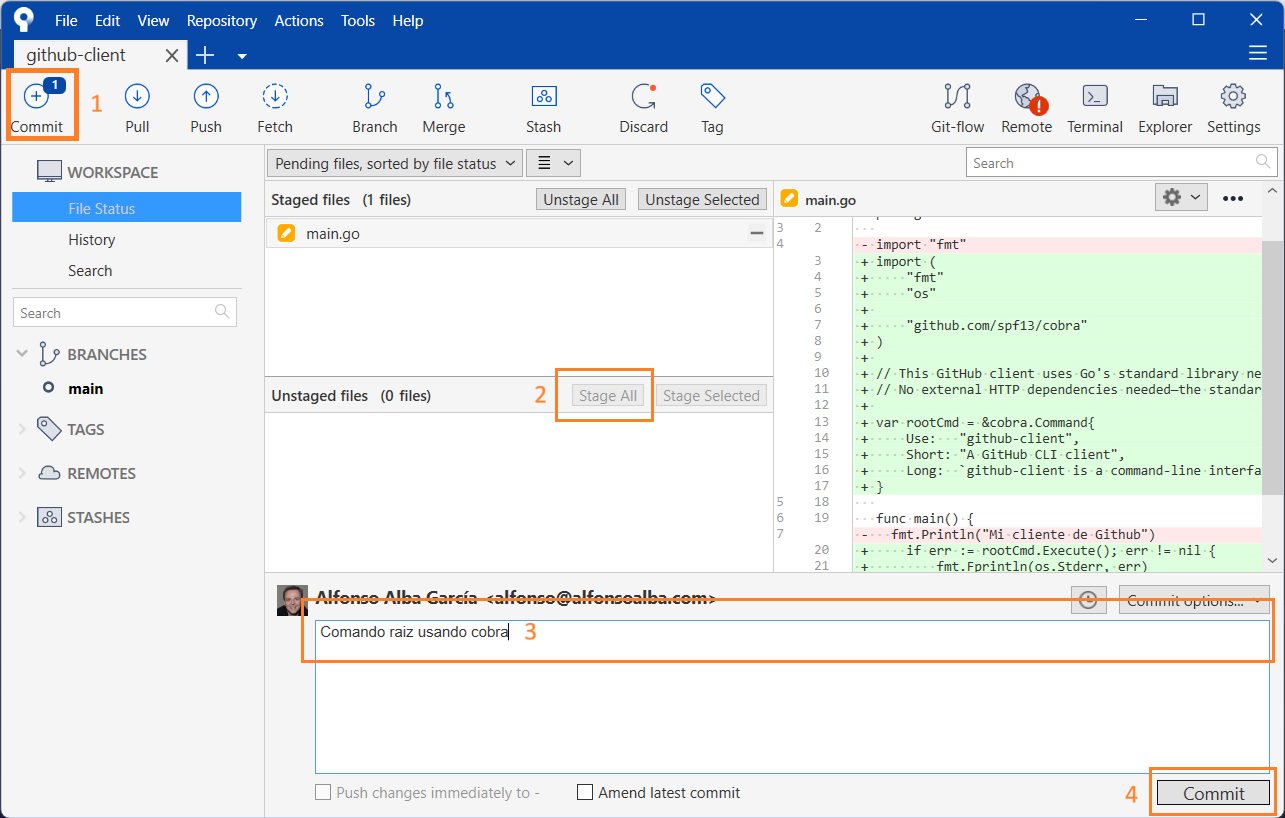 File Edit View Repository Actions Tools Help
github-client
1
Commit
1
Pull
Push
Fetch
Branch
Merge
Stash
Discard
Tag
Git-flow
Remote
Terminal
Explorer
Settings
WORKSPACE
File Status
History
Search
Search
BRANCHES
main
TAGS
REMOTES
STASHES
Pending files, sorted by file status
Search
Staged files (1 files)
Unstage All
Unstage Selected
main.go
Unstaged files (0 files)
2
Stage All
Stage Selected
main.go
3 2
4 - import "fmt"
3 + import (
4 + "fmt"
5 + "os"
6 +
7 + "github.com/spf13/cobra"
8 + )
9 +
10 + // This GitHub client uses Go's standard library ne
11 + // No external HTTP dependencies needed—the standar
12 +
13 + var rootCmd = &cobra.Command{
14 + Use: "github-client",
15 + Short: "A GitHub CLI client",
16 + Long: `github-client is a command-line interfa
17 + }
5 18
6 19 func main() {
7 - fmt.Println("Mi cliente de Github")
20 + if err := rootCmd.Execute(); err != nil {
21 + fmt.Fprintln(os.Stderr, err)
Alfonso Alba García <alfonso@alfonsoalba.com>
Commit options...
Comando raiz usando cobra
3
Push changes immediately to -
Amend latest commit
4
Commit